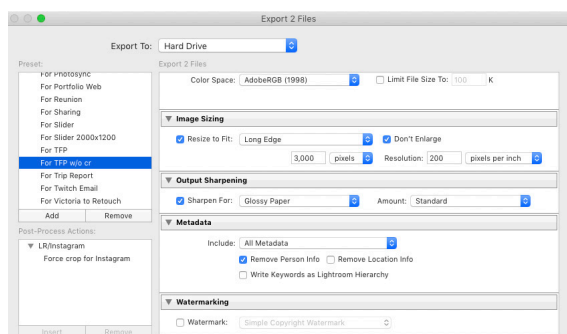 Export 2 Files
Export To: Hard Drive
Preset:
For Photosync
For Portfolio Web
For Reunion
For Sharing
For Slider
For Slider 2000x1200
For TFP
For TFP w/o cr
For Trip Report
For Twitch Email
For Victoria to Retouch
Add Remove
Post-Process Actions:
▼ LR/Instagram
Force crop for Instagram
Insert Remove
Export 2 Files
Color Space: AdobeRGB (1998) Limit File Size To: 100 K
▼ Image Sizing
Resize to Fit: Long Edge Don't Enlarge
3,000 pixels Resolution: 200 pixels per inch
▼ Output Sharpening
Sharpen For: Glossy Paper Amount: Standard
▼ Metadata
Include: All Metadata
Remove Person Info Remove Location Info
Write Keywords as Lightroom Hierarchy
▼ Watermarking
Watermark: Simple Copyright Watermark